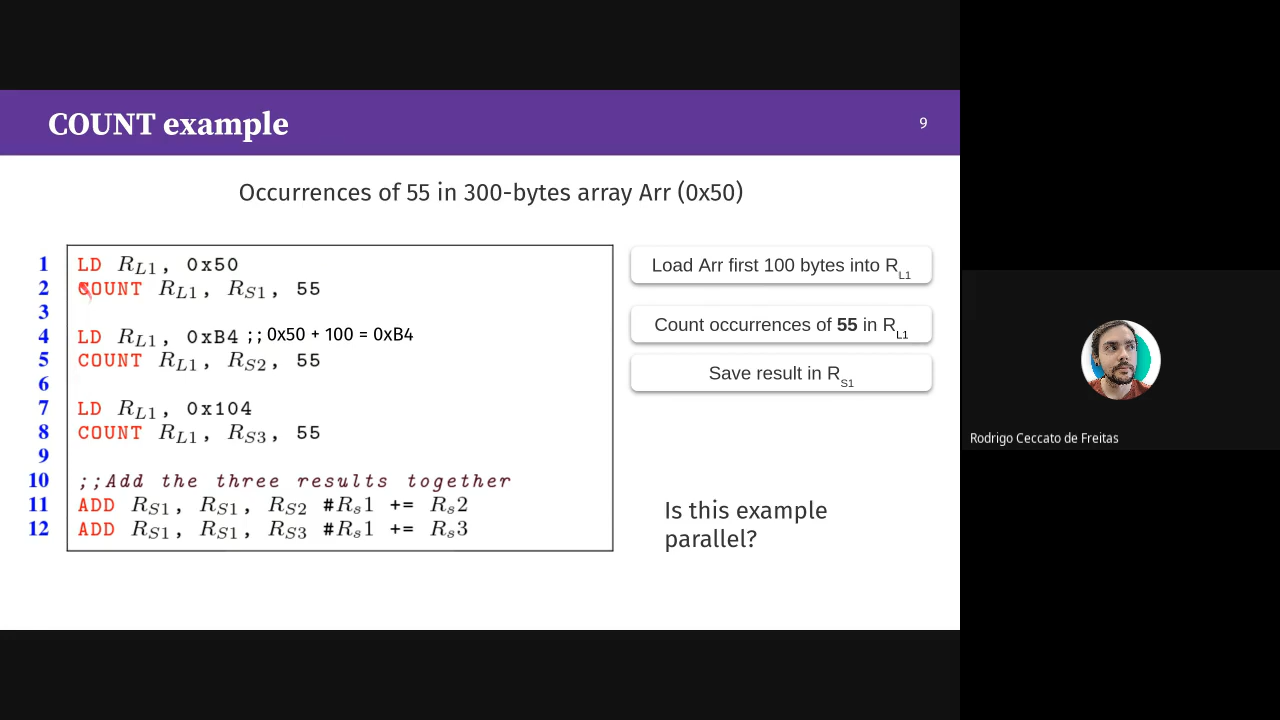 COUNT example
9
Occurrences of 55 in 300-bytes array Arr (0x50)
1 LD R_L1, 0x50
2 COUNT R_L1, R_S1, 55
3
4 LD R_L1, 0xB4 ;; 0x50 + 100 = 0xB4
5 COUNT R_L1, R_S2, 55
6
7 LD R_L1, 0x104
8 COUNT R_L1, R_S3, 55
9
10 ;;Add the three results together
11 ADD R_S1, R_S1, R_S2 #R_s1 += R_s2
12 ADD R_S1, R_S1, R_S3 #R_s1 += R_s3
Load Arr first 100 bytes into R_L1
Count occurrences of 55 in R_L1
Save result in R_S1
Is this example
parallel?
Rodrigo Ceccato de Freitas